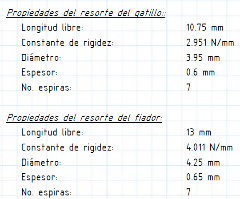 Propiedades del resorte del gatillo::
Longitud libre: 10.75 mm
Constante de rigidez: 2.951 N/mm
Diámetro: 3.95 mm
Espesor: 0.6 mm
No. espiras: 7
Propiedades del resorte del fiador:
Longitud libre: 13 mm
Constante de rigidez: 4.011 N/mm
Diámetro: 4.25 mm
Espesor: 0.65 mm
No. espiras: 7